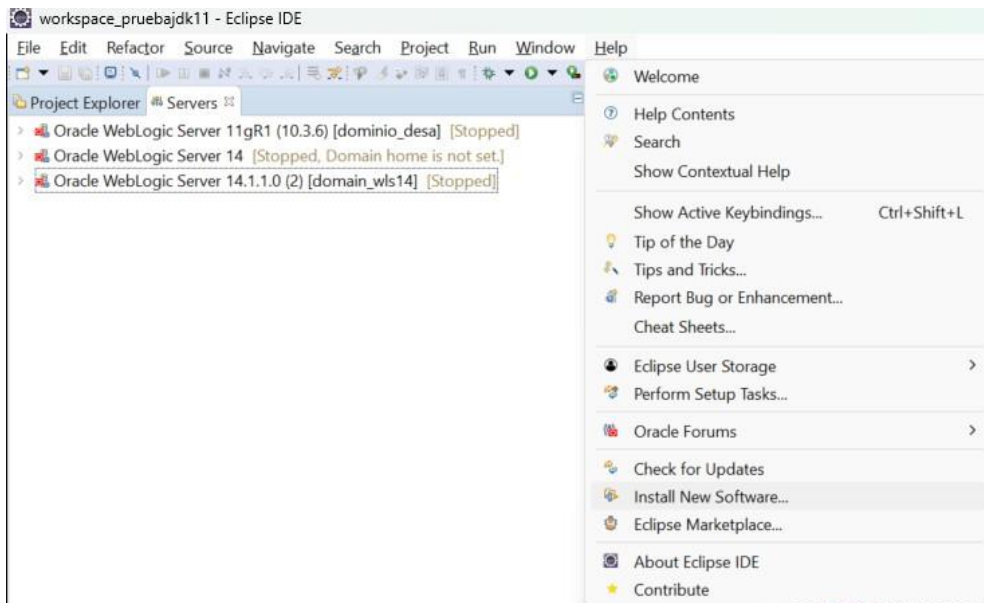 workspace_pruebajdk11 - Eclipse IDE
File Edit Refactor Source Navigate Search Project Run Window Help
Project Explorer Servers
Oracle WebLogic Server 11gR1 (10.3.6) [dominio_desa] [Stopped]
Oracle WebLogic Server 14 [Stopped, Domain home is not set.]
Oracle WebLogic Server 14.1.1.0 (2) [domain_wls14] [Stopped]
Welcome
Help Contents
Search
Show Contextual Help
Show Active Keybindings... Ctrl+Shift+L
Tip of the Day
Tips and Tricks...
Report Bug or Enhancement...
Cheat Sheets...
Eclipse User Storage
Perform Setup Tasks...
Oracle Forums
Check for Updates
Install New Software...
Eclipse Marketplace...
About Eclipse IDE
Contribute